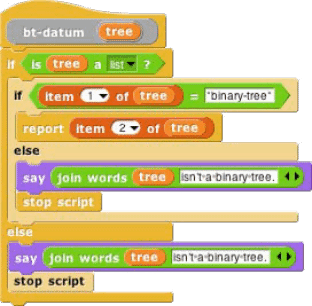 bt-datum tree
if is tree a list ?
if item 1 of tree = "binary-tree"
report item 2 of tree
else
say join words tree isn't-a-binary-tree.
stop script
else
say join words tree isn't-a-binary-tree.
stop script